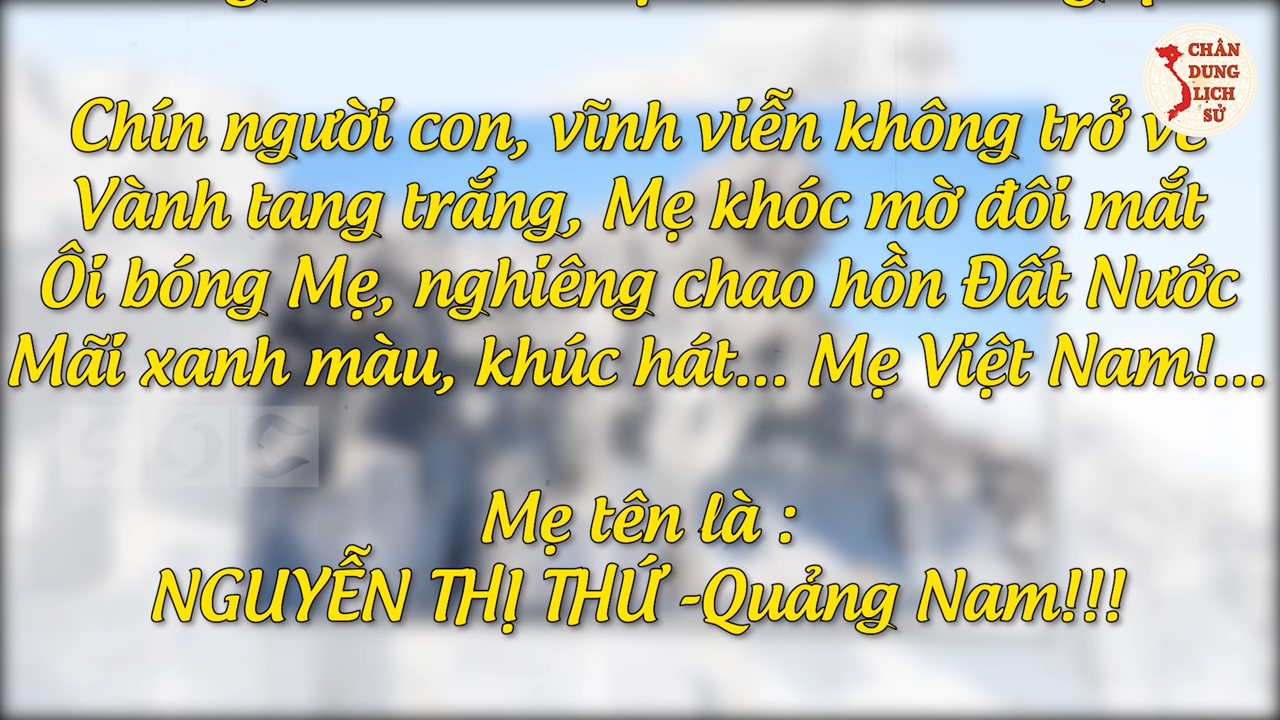 CHÂN
DUNG
LỊCH
SỬ
Chín người con, vĩnh viễn không trở về
Vành tang trắng, Mẹ khóc mờ đôi mắt
Ôi bóng Mẹ, nghiêng chao hồn Đất Nước
Mãi xanh màu, khúc hát... Mẹ Việt Nam!...
Mẹ tên là :
NGUYỄN THỊ THỨ -Quảng Nam!!!